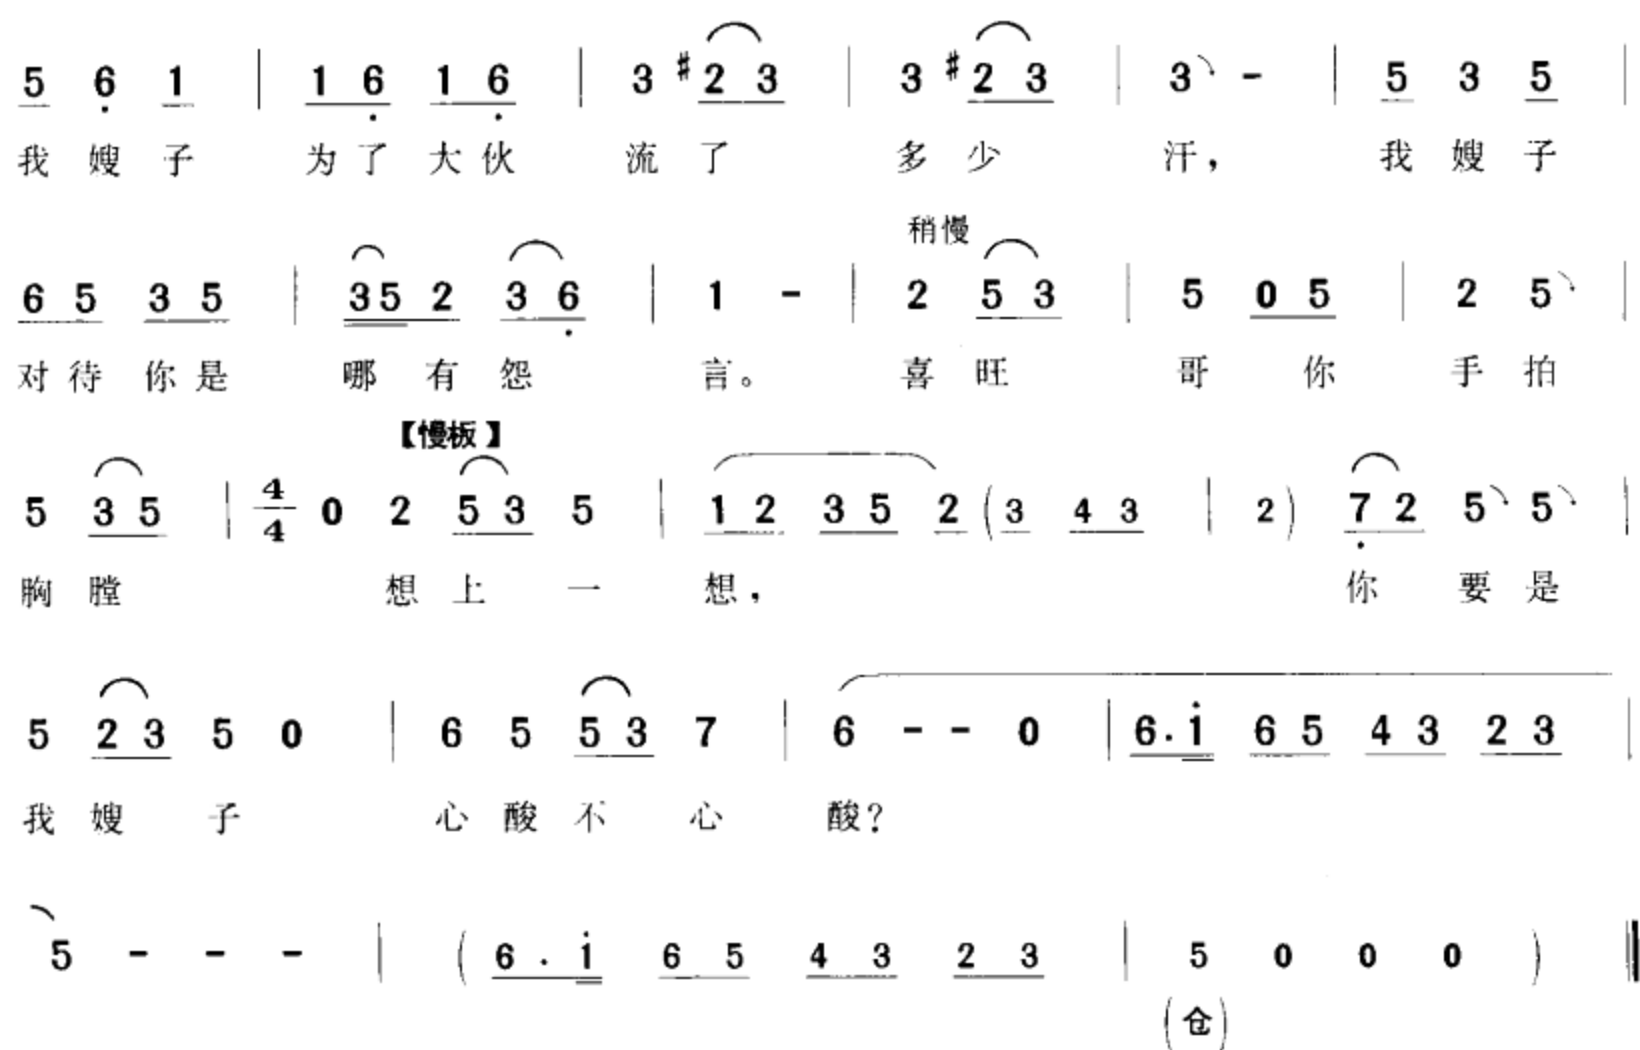 5 6 1 | 1 6 1 6 | 3 #2 3 | 3 #2 3 | 3 - | 5 3 5 |
我 嫂 子 为 了 大 伙 流 了 多 少 汗， 我 嫂 子
稍慢
6 5 3 5 | 3 5 2 3 6 | 1 - | 2 5 3 | 5 0 5 | 2 5 |
对 待 你 是 哪 有 怨 言。 喜 旺 哥 你 手 拍
【慢板】
5 3 5 | 4/4 0 2 5 3 5 | 1 2 3 5 2 (3 4 3 | 2) 7 2 5 5 |
胸 膛 想 上 一 想， 你 要 是
5 2 3 5 0 | 6 5 5 3 7 | 6 - - 0 | 6. i 6 5 4 3 2 3 |
我 嫂 子 心 酸 不 心 酸？
5 - - - | (6. i 6 5 4 3 2 3 | 5 0 0 0)
(仓)